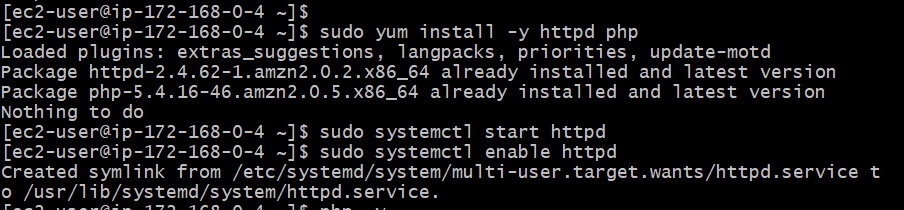 [ec2-user@ip-172-168-0-4 ~]$
[ec2-user@ip-172-168-0-4 ~]$ sudo yum install -y httpd php
Loaded plugins: extras_suggestions, langpacks, priorities, update-motd
Package httpd-2.4.62-1.amzn2.0.2.x86_64 already installed and latest version
Package php-5.4.16-46.amzn2.0.5.x86_64 already installed and latest version
Nothing to do
[ec2-user@ip-172-168-0-4 ~]$ sudo systemctl start httpd
[ec2-user@ip-172-168-0-4 ~]$ sudo systemctl enable httpd
Created symlink from /etc/systemd/system/multi-user.target.wants/httpd.service t
o /usr/lib/systemd/system/httpd.service.